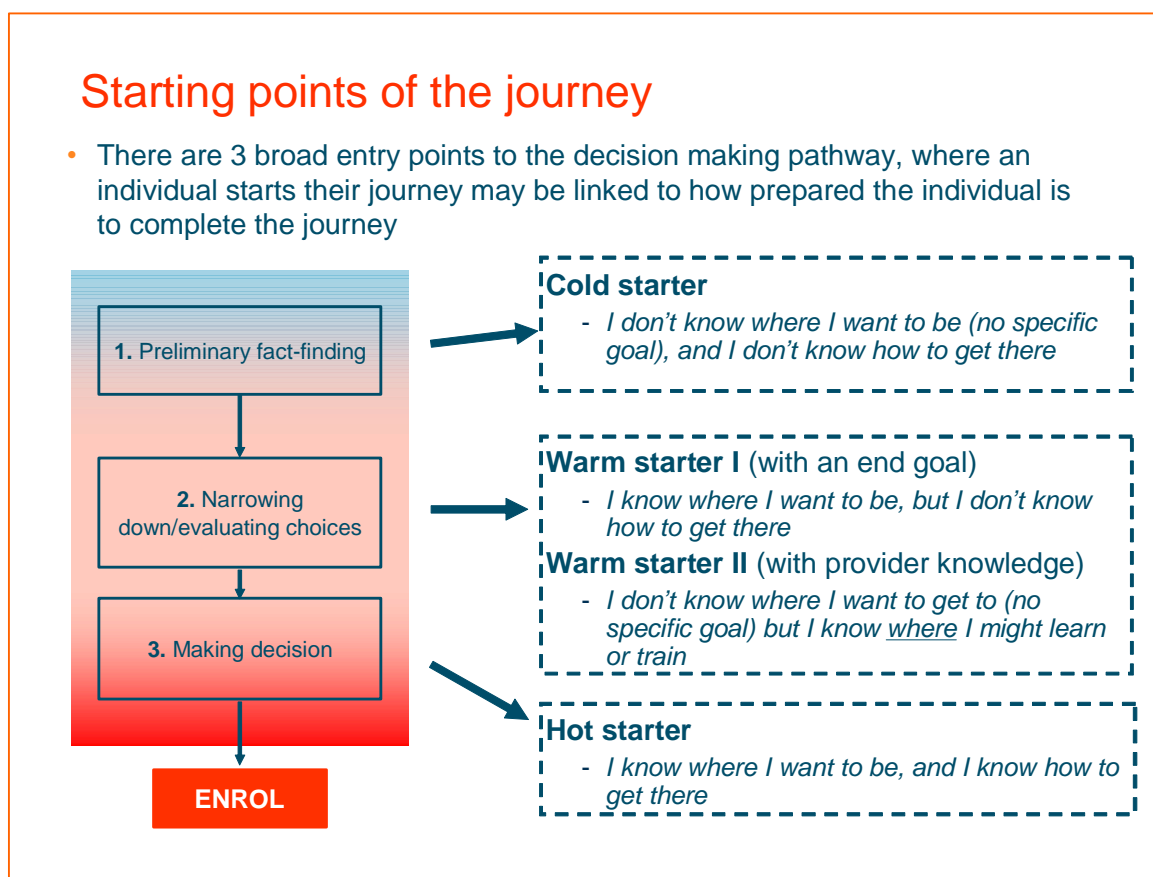 Starting points of the journey
• There are 3 broad entry points to the decision making pathway, where an
individual starts their journey may be linked to how prepared the individual is
to complete the journey
1. Preliminary fact-finding
2. Narrowing
down/evaluating choices
3. Making decision
ENROL
Cold starter
- I don't know where I want to be (no specific
goal), and I don't know how to get there
Warm starter I (with an end goal)
- I know where I want to be, but I don't know
how to get there
Warm starter II (with provider knowledge)
- I don't know where I want to get to (no
specific goal) but I know where I might learn
or train
Hot starter
- I know where I want to be, and I know how to
get there